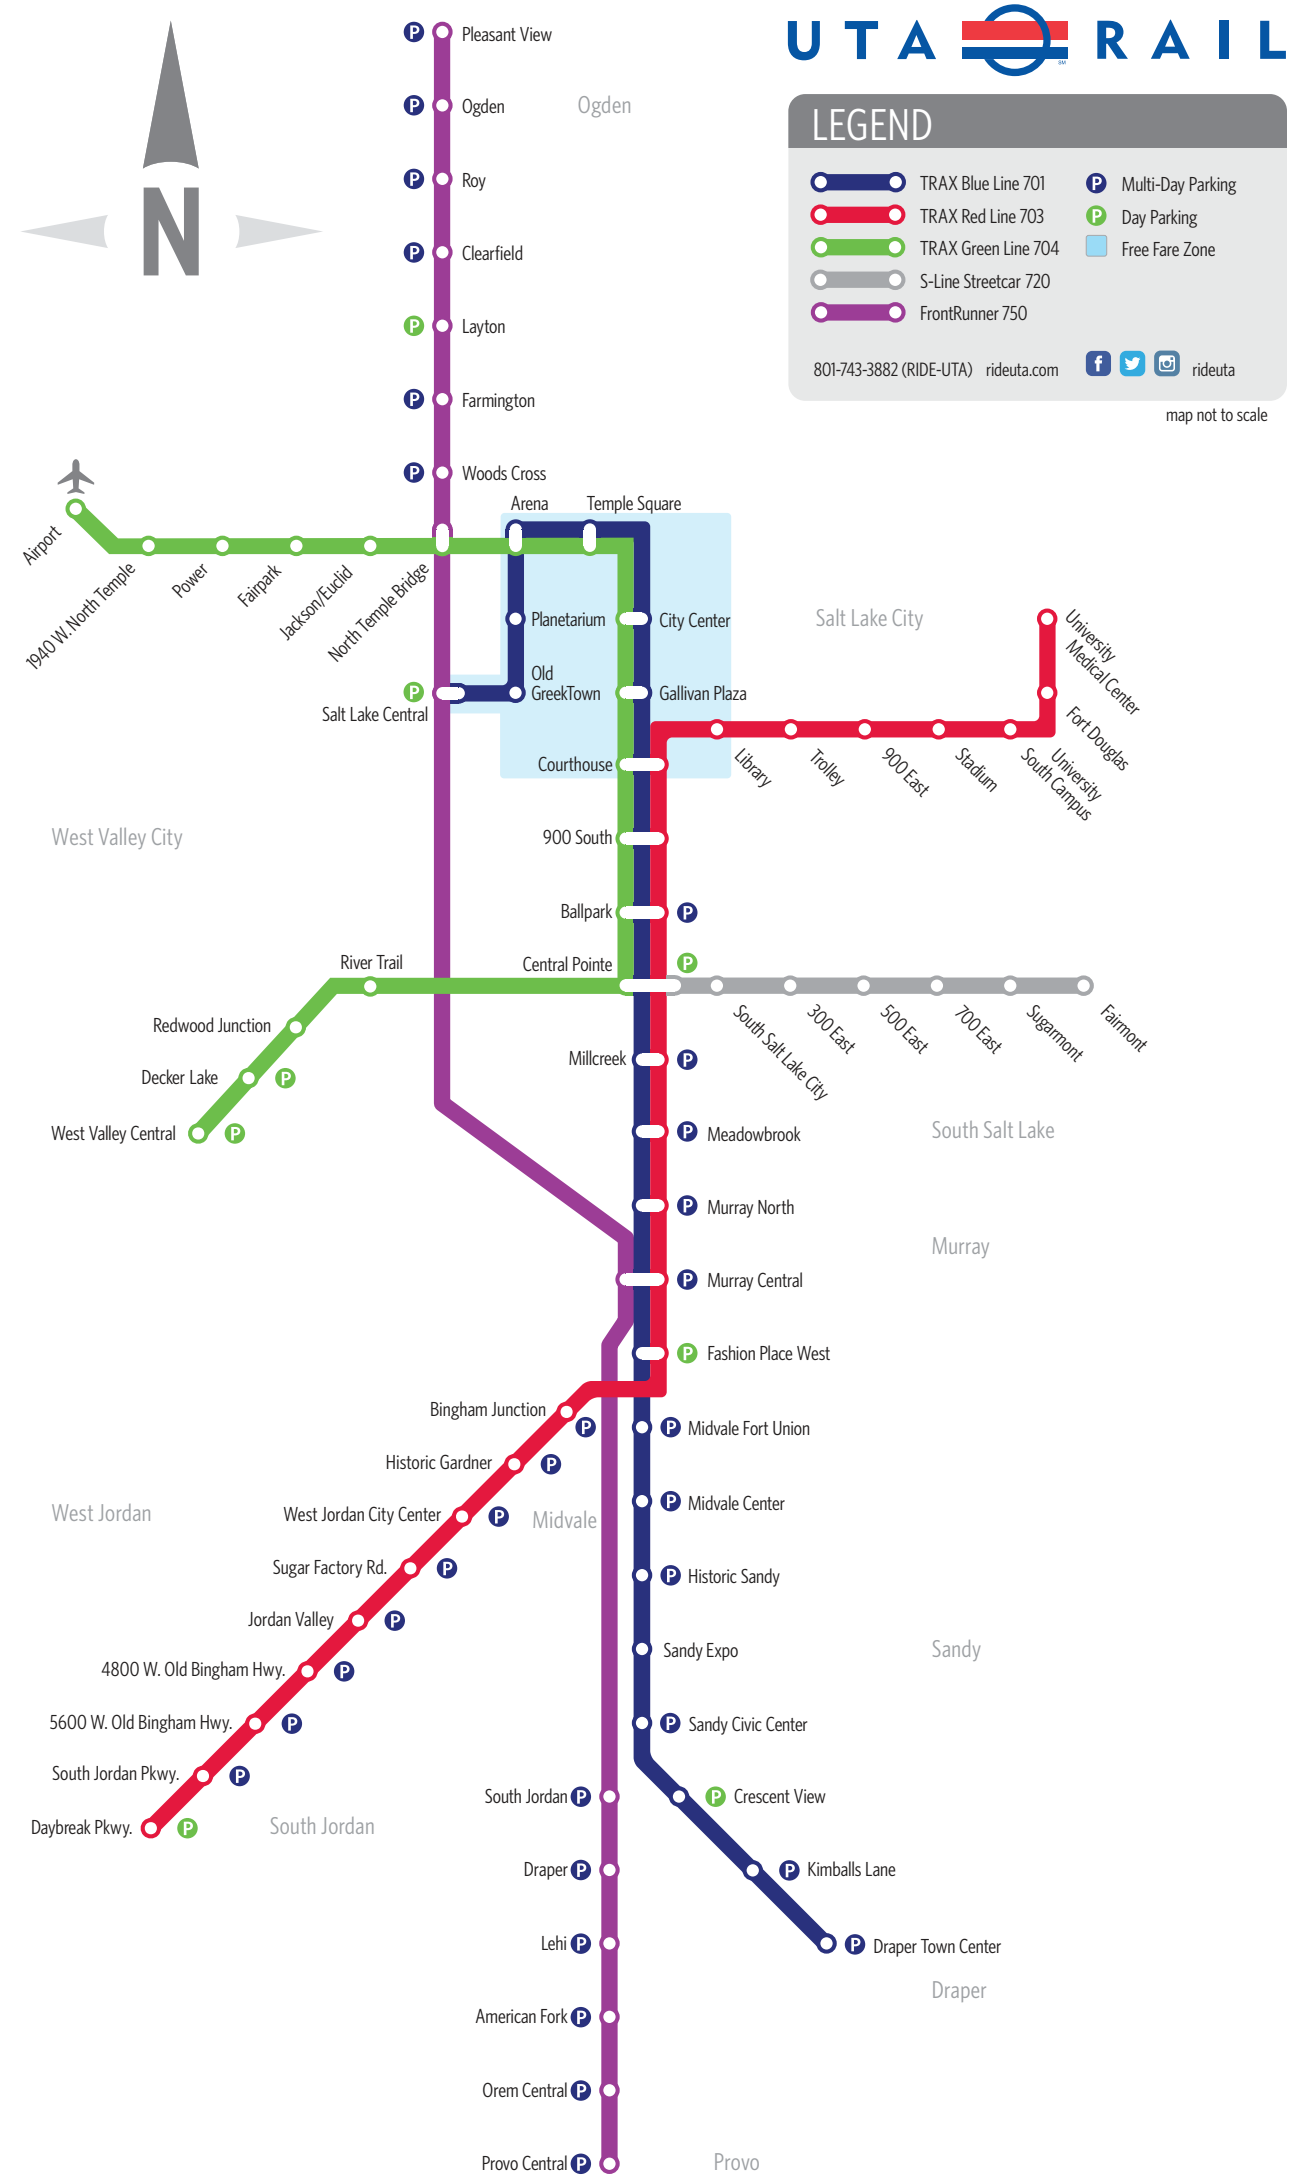 UTA RAIL
SM
LEGEND
TRAX Blue Line 701
TRAX Red Line 703
TRAX Green Line 704
S-Line Streetcar 720
FrontRunner 750
P Multi-Day Parking
P Day Parking
Free Fare Zone
801-743-3882 (RIDE-UTA) rideuta.com
f
rideuta
map not to scale
N
P Pleasant View
P Ogden
Ogden
P Roy
P Clearfield
P Layton
P Farmington
P Woods Cross
Arena
Temple Square
Airport
1940 W. North Temple
Power
Fairpark
Jackson/Euclid
North Temple Bridge
Planetarium
City Center
Salt Lake City
Old
GreekTown
Gallivan Plaza
P
Salt Lake Central
University
Medical Center
Fort Douglas
University
South Campus
Stadium
900 East
Trolley
Library
Courthouse
West Valley City
900 South
Ballpark P
Central Pointe P
River Trail
Redwood Junction
Decker Lake P
West Valley Central P
South Salt Lake City
300 East
500 East
700 East
Sugarmont
Fairmont
Millcreek P
P Meadowbrook
South Salt Lake
P Murray North
Murray
P Murray Central
P Fashion Place West
Bingham Junction
P
P Midvale Fort Union
Historic Gardner P
West Jordan
West Jordan City Center P
Midvale
P Midvale Center
Sugar Factory Rd. P
P Historic Sandy
Jordan Valley P
Sandy Expo
Sandy
4800 W. Old Bingham Hwy. P
5600 W. Old Bingham Hwy. P
P Sandy Civic Center
South Jordan Pkwy. P
South Jordan P
P Crescent View
Daybreak Pkwy. P
South Jordan
Draper P
P Kimballs Lane
Lehi P
P Draper Town Center
Draper
American Fork P
Orem Central P
Provo Central P
Provo